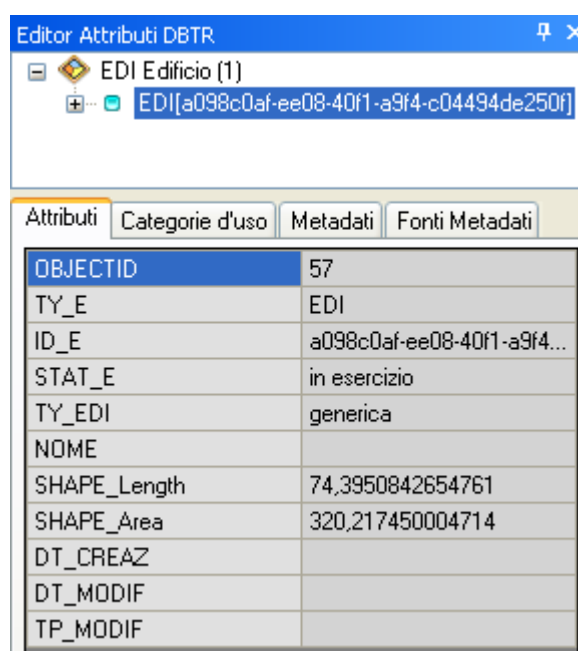 Editor Attributi DBTR
EDI Edificio (1)
EDI[a098c0af-ee08-40f1-a9f4-c04494de250f]
Attributi Categorie d'uso Metadati Fonti Metadati
OBJECTID 57
TY_E EDI
ID_E a098c0af-ee08-40f1-a9f4...
STAT_E in esercizio
TY_EDI generica
NOME
SHAPE_Length 74,3950842654761
SHAPE_Area 320,217450004714
DT_CREAZ
DT_MODIF
TP_MODIF